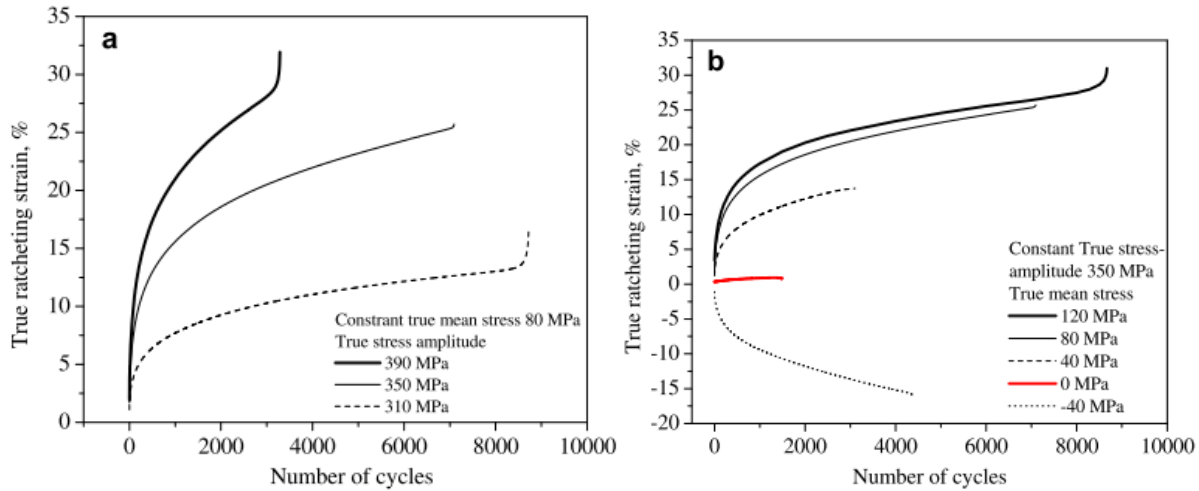 a
35
30
25
20
15
10
5
0
True ratcheting strain, %
0
2000
4000
6000
8000
10000
Number of cycles
Constrant true mean stress 80 MPa
True stress amplitude
390 MPa
350 MPa
310 MPa
b
35
30
25
20
15
10
5
0
-5
-10
-15
-20
True ratcheting strain, %
0
2000
4000
6000
8000
10000
Number of cycles
Constant True stress-
amplitude 350 MPa
True mean stress
120 MPa
80 MPa
40 MPa
0 MPa
-40 MPa